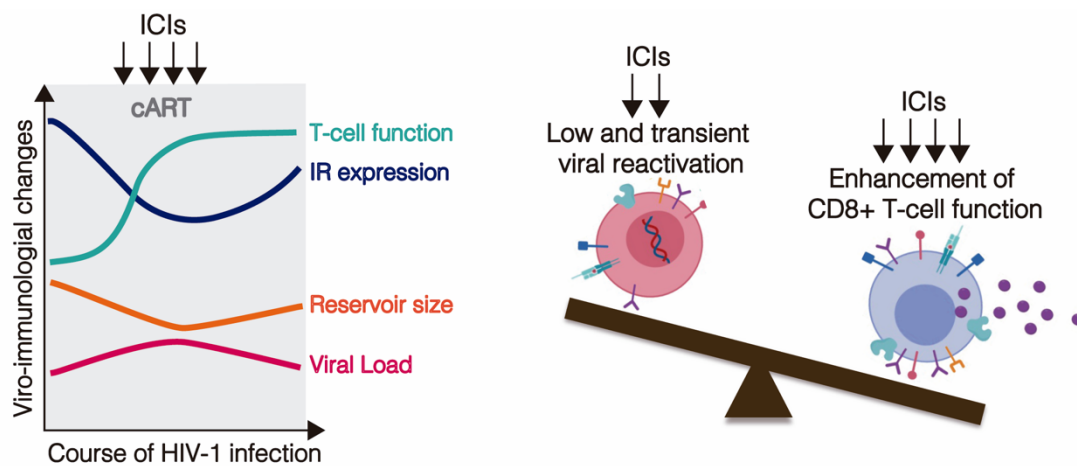 ICIs
cART
T-cell function
IR expression
Reservoir size
Viral Load
Viro-immunologial changes
Course of HIV-1 infection
ICIs
Low and transient
viral reactivation
ICIs
Enhancement of
CD8+ T-cell function